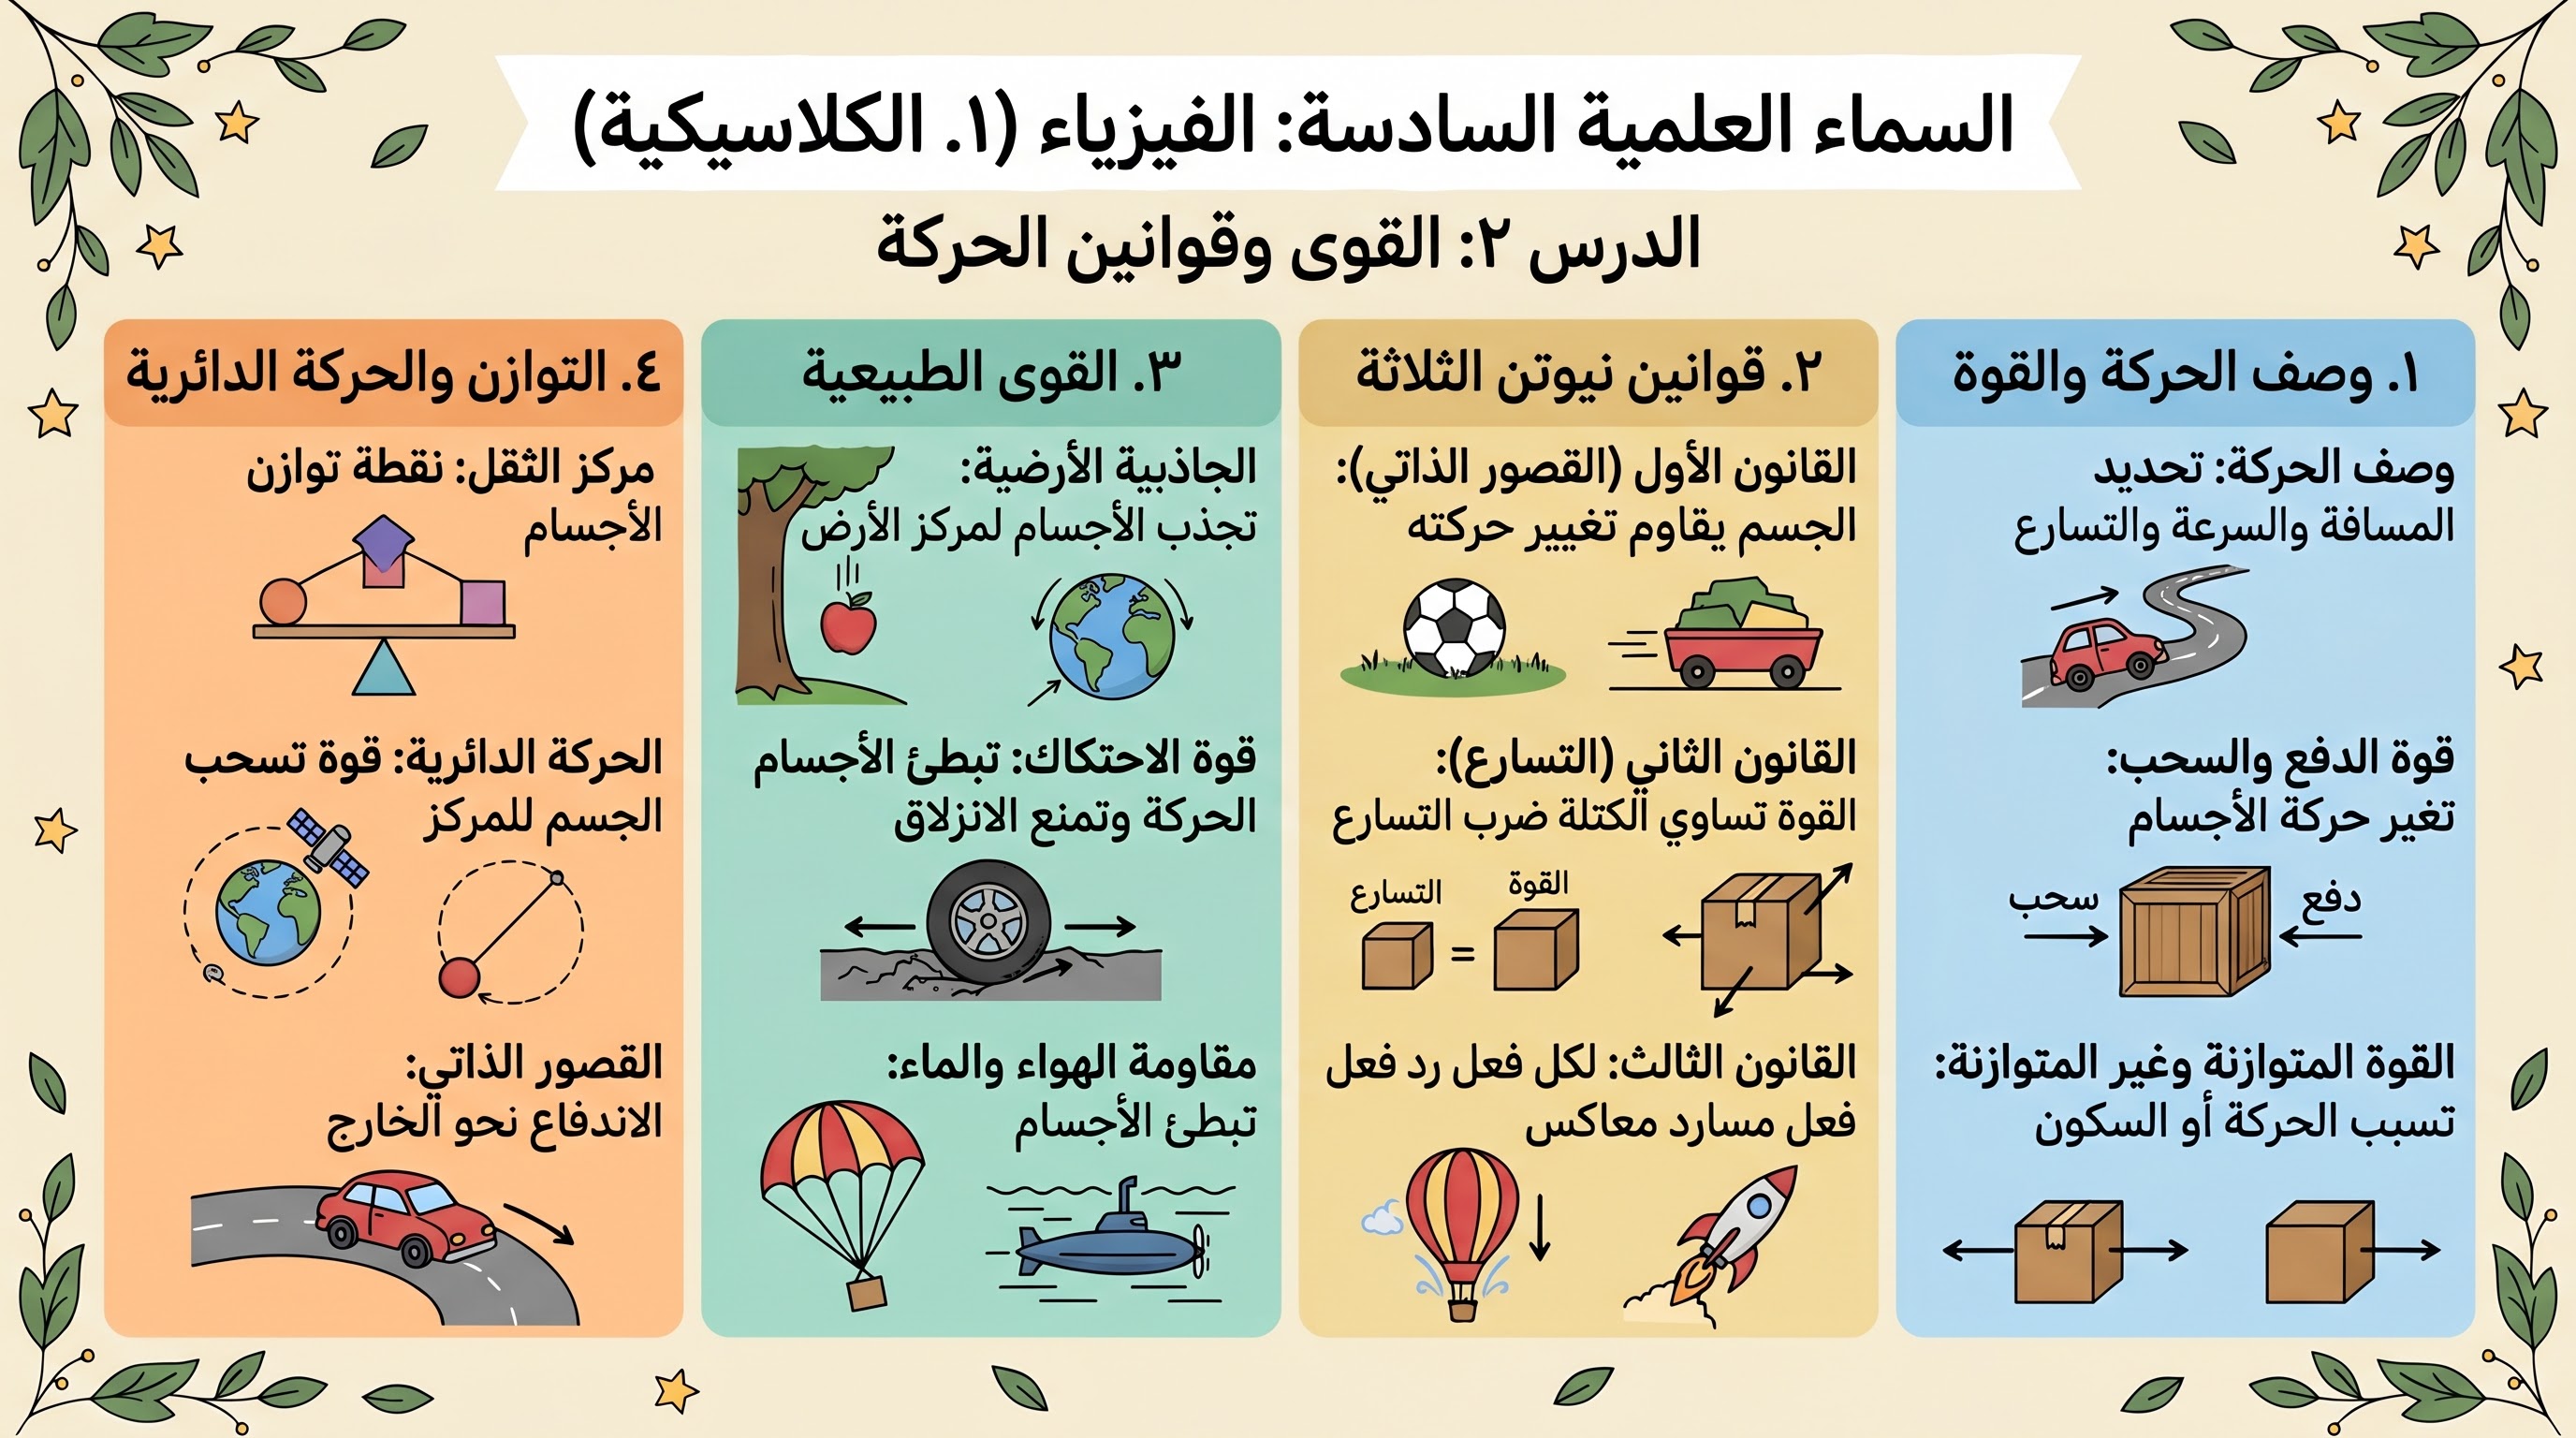 السماء العلمية السادسة: الفيزياء (١. الكلاسيكية)
الدرس ٢: القوى وقوانين الحركة
١. وصف الحركة والقوة
وصف الحركة: تحديد
المسافة والسرعة والتسارع
قوة الدفع والسحب:
تغير حركة الأجسام
دفع
سحب
القوة المتوازنة وغير المتوازنة:
تسبب الحركة أو السكون
٢. قوانين نيوتن الثلاثة
القانون الأول (القصور الذاتي):
الجسم يقاوم تغيير حركته
القانون الثاني (التسارع):
القوة تساوي الكتلة ضرب التسارع
القوة
=
التسارع
القانون الثالث: لكل فعل رد فعل
فعل مسارد معاكس
٣. القوى الطبيعية
الجاذبية الأرضية:
تجذب الأجسام لمركز الأرض
قوة الاحتكاك: تبطئ الأجسام
الحركة وتمنع الانزلاق
مقاومة الهواء والماء:
تبطئ الأجسام
٤. التوازن والحركة الدائرية
مركز الثقل: نقطة توازن
الأجسام
الحركة الدائرية: قوة تسحب
الجسم للمركز
القصور الذاتي:
الاندفاع نحو الخارج